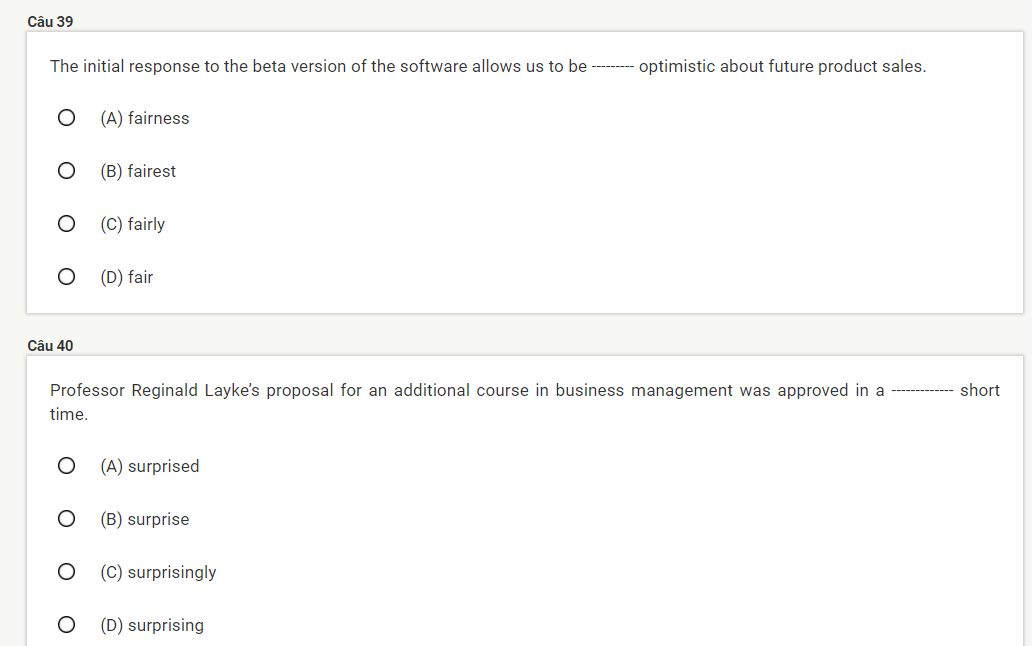 Câu 39
The initial response to the beta version of the software allows us to be --------- optimistic about future product sales.
(A) fairness
(B) fairest
(C) fairly
(D) fair
Câu 40
Professor Reginald Layke's proposal for an additional course in business management was approved in a ------------- short
time.
(A) surprised
(B) surprise
(C) surprisingly
(D) surprising